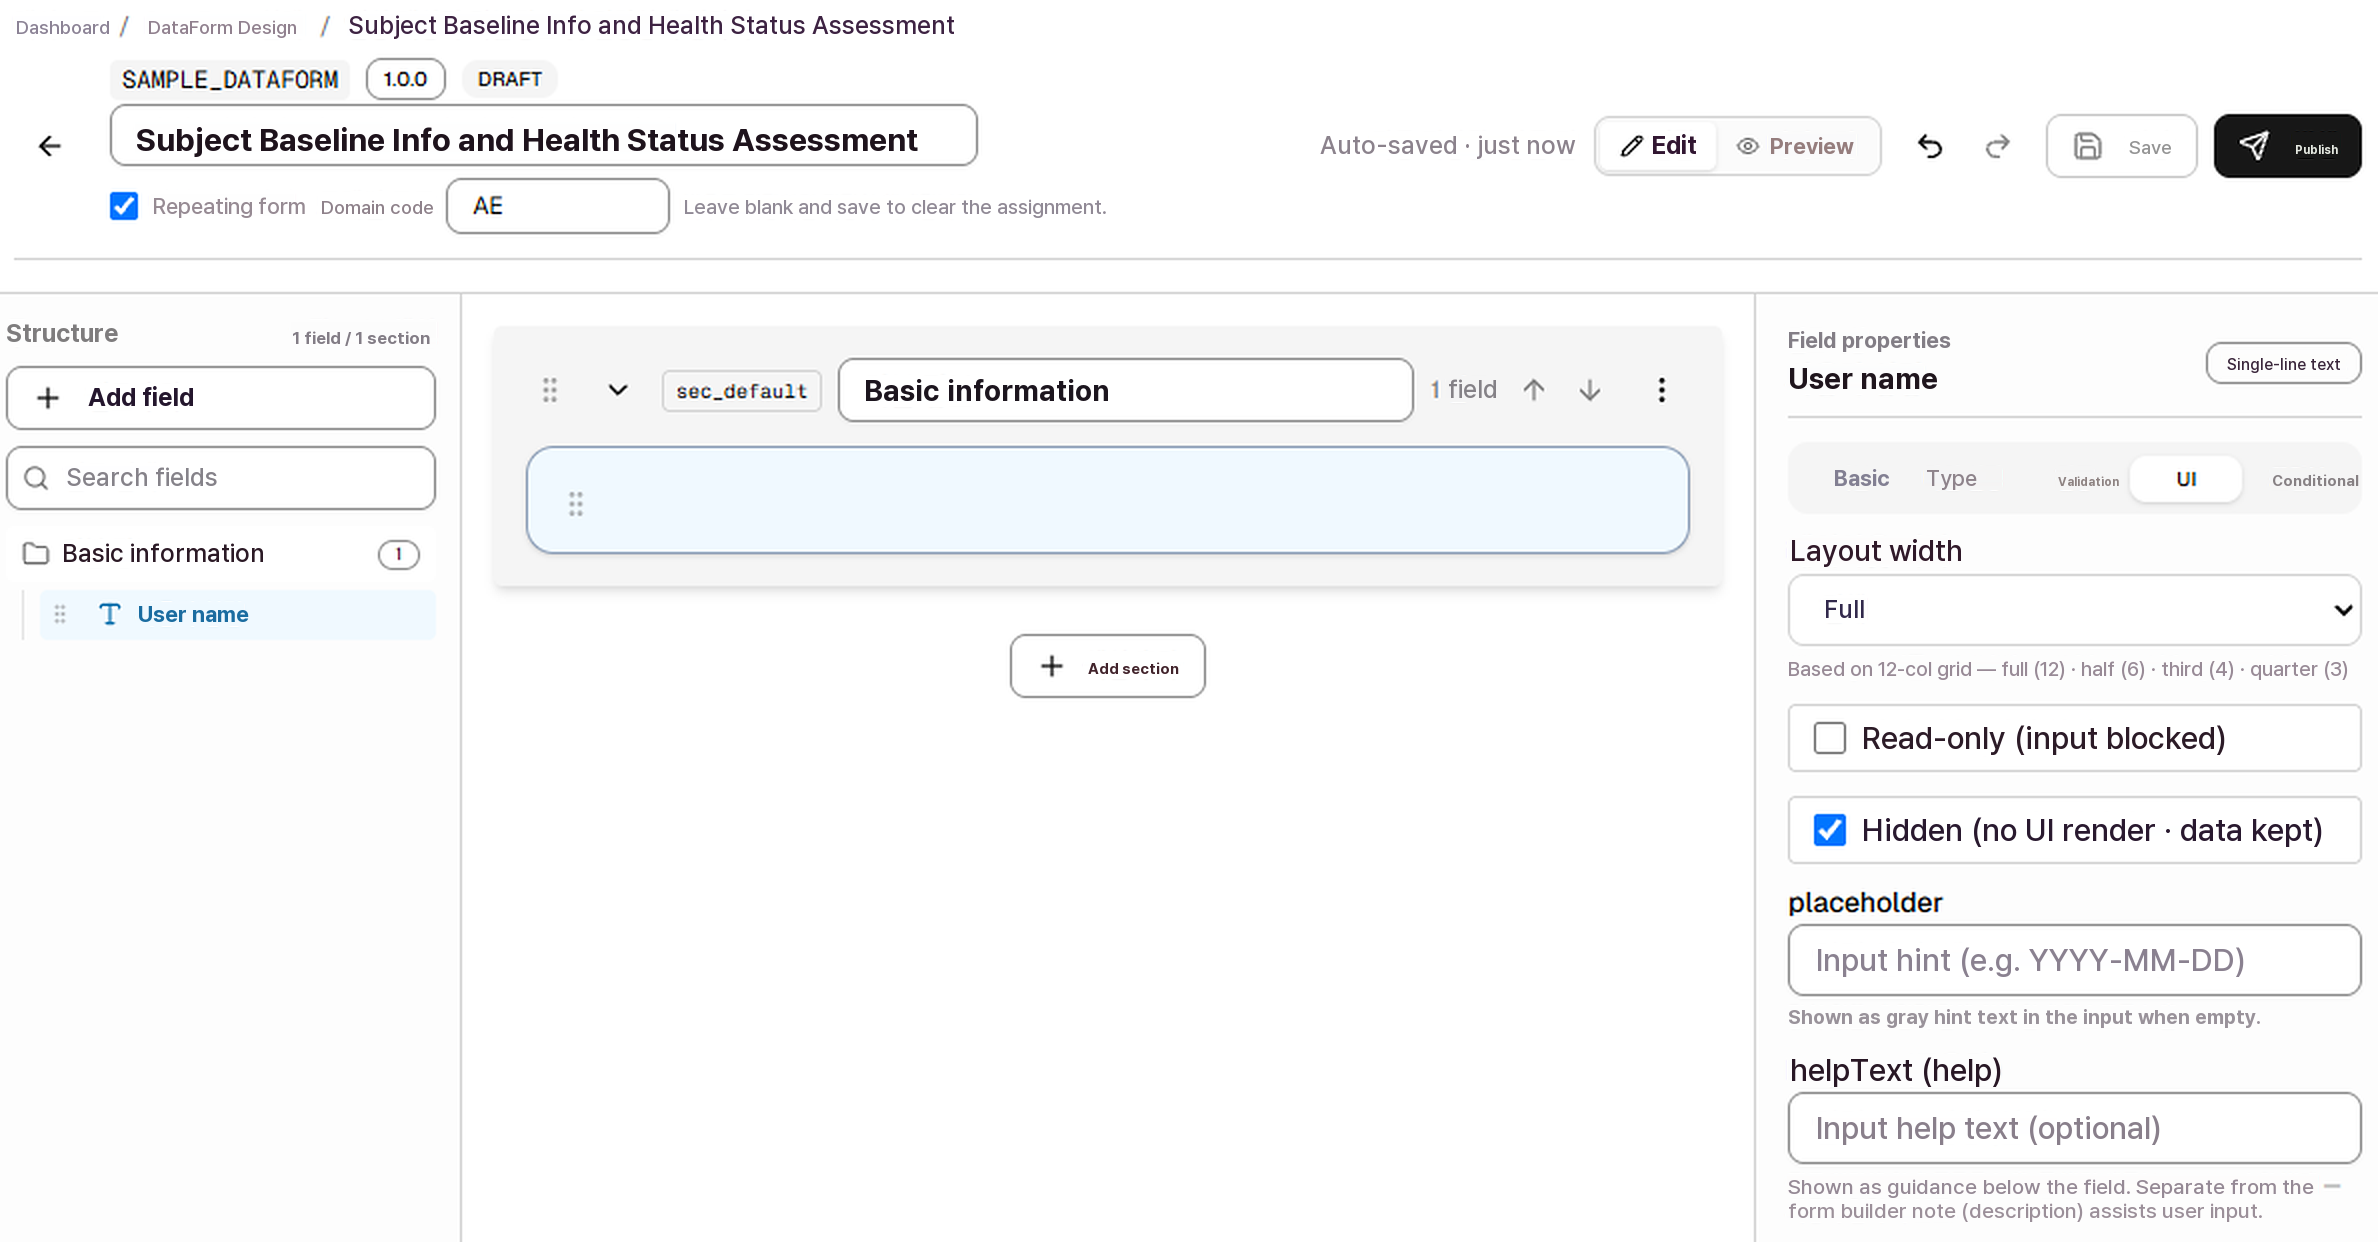 Dashboard / DataForm Design / Subject Baseline Info and Health Status Assessment
SAMPLE_DATAFORM 1.0.0 DRAFT
Subject Baseline Info and Health Status Assessment
Auto-saved · just now Edit Preview Save Publish
Repeating form Domain code AE Leave blank and save to clear the assignment.
Structure 1 field / 1 section
Add field
Search fields
Basic information 1
User name
sec_default Basic information 1 field
Add section
Field properties
User name
Single-line text
Basic Type Validation UI Conditional
Layout width
Full
Based on 12-col grid — full (12) · half (6) · third (4) · quarter (3)
Read-only (input blocked)
Hidden (no UI render · data kept)
placeholder
Input hint (e.g. YYYY-MM-DD)
Shown as gray hint text in the input when empty.
helpText (help)
Input help text (optional)
Shown as guidance below the field. Separate from the —
form builder note (description) assists user input.